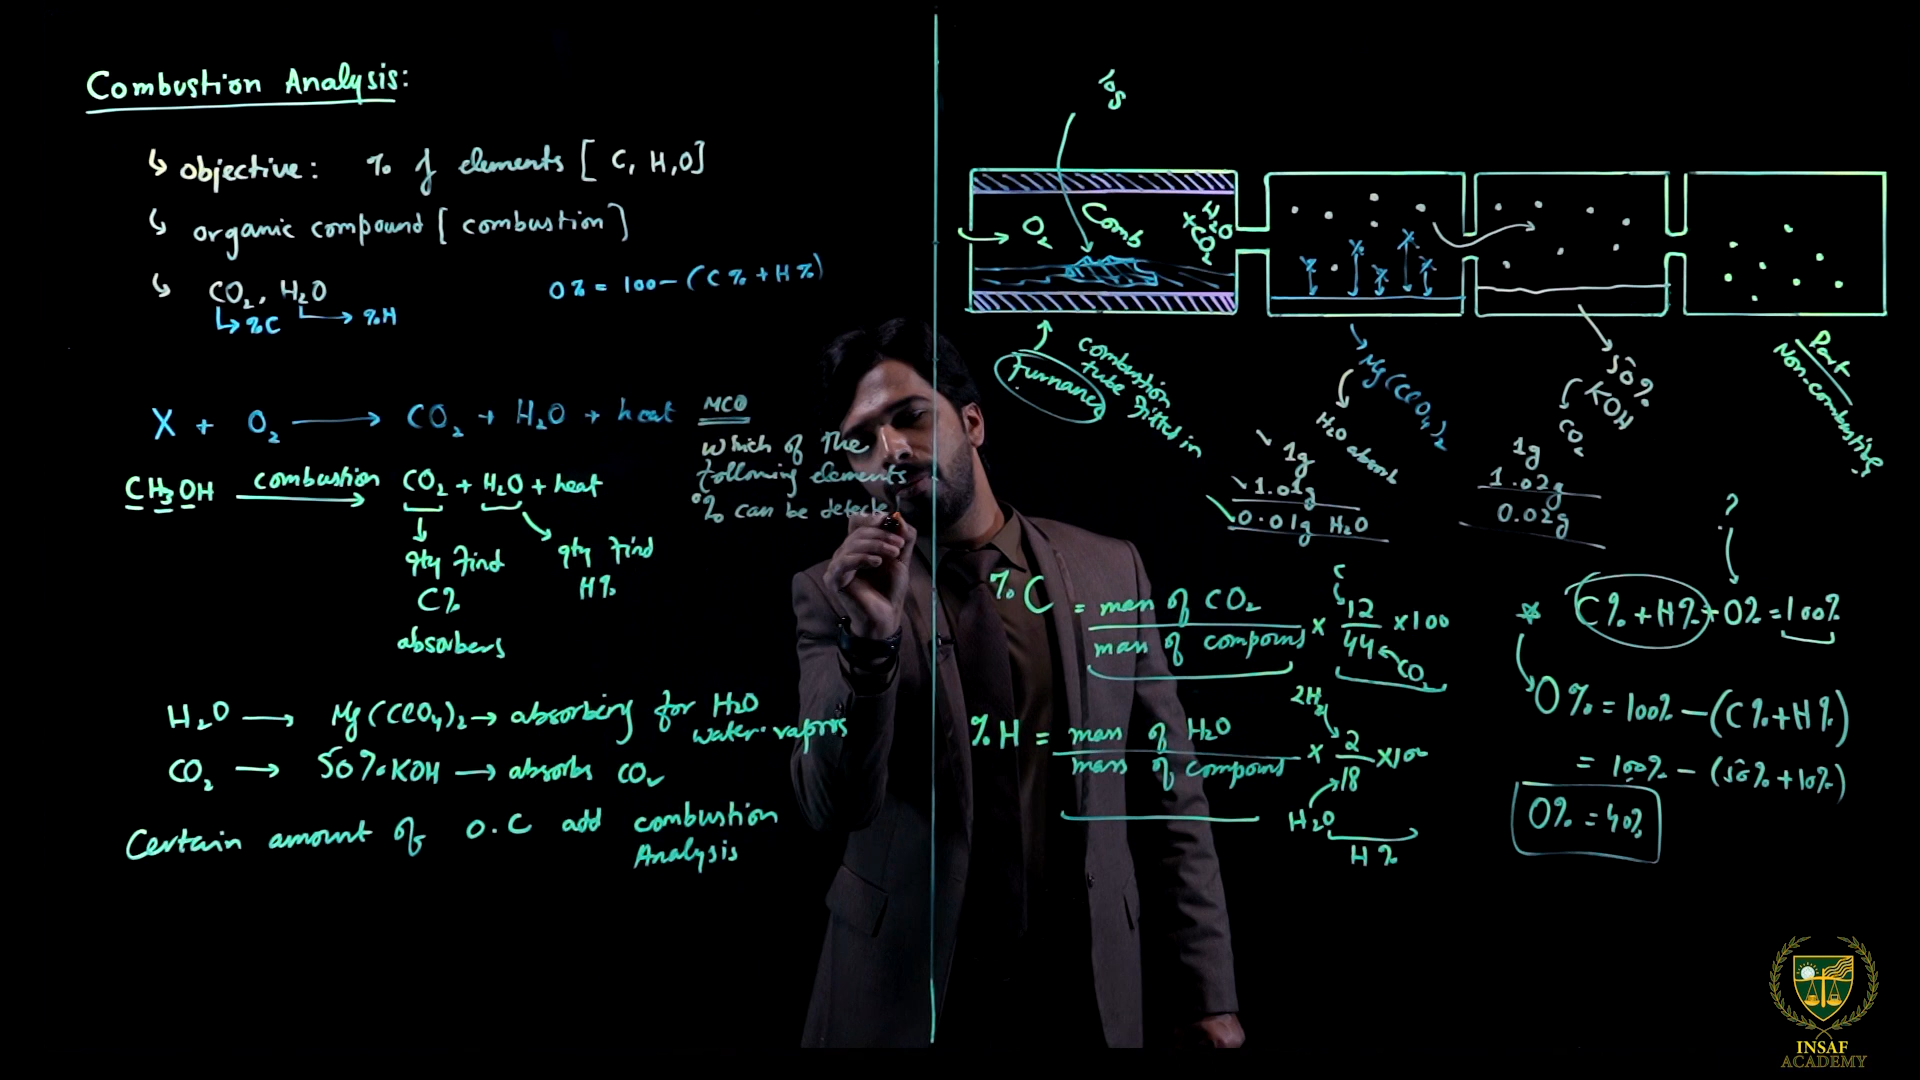 Combustion Analysis:
↳ objective: % of elements [ C, H, O ]
↳ organic compound [ combustion ]
↳ CO₂, H₂O
↳ %C
→ %H
O% = 100 - (C% + H%)
X + O₂ → CO₂ + H₂O + heat
MCQ
Which of the
following elements
% can be detecte
CH₃OH combustion → CO₂ + H₂O + heat
qty find
C%
absorbers
qty find
H%
H₂O → Mg(ClO₄)₂ → absorbing for H₂O
water vapors
CO₂ → 50% KOH → absorbs CO₂
Certain amount of O.C add combustion
Analysis
O₂
Comb
H₂O
+
CO₂
furnance
combustion
tube fitted in
Mg(ClO₄)₂
H₂O absorb
50%
KOH
CO₂
Part
Non-combustive
1g
1.01g
0.01g H₂O
1g
1.02g
0.02g
?
%C = mass of CO₂ / mass of compound × 12/44 × 100
C
CO₂
%H = mass of H₂O / mass of compound × 2/18 × 100
2H₂
H₂O
H%
* C% + H% + O% = 100%
O% = 100% - (C% + H%)
= 100% - (50% + 10%)
O% = 40%
INSAF
ACADEMY